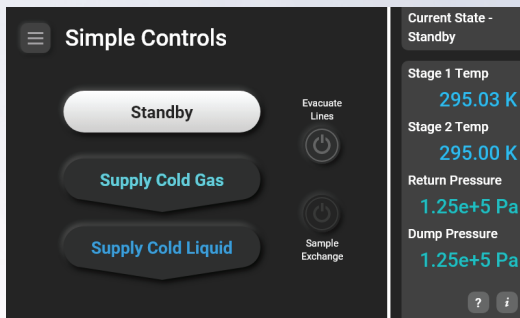 Simple Controls
Standby
Supply Cold Gas
Supply Cold Liquid
Evacuate
Lines
Sample
Exchange
Current State -
Standby
Stage 1 Temp
295.03 K
Stage 2 Temp
295.00 K
Return Pressure
1.25e+5 Pa
Dump Pressure
1.25e+5 Pa
? i